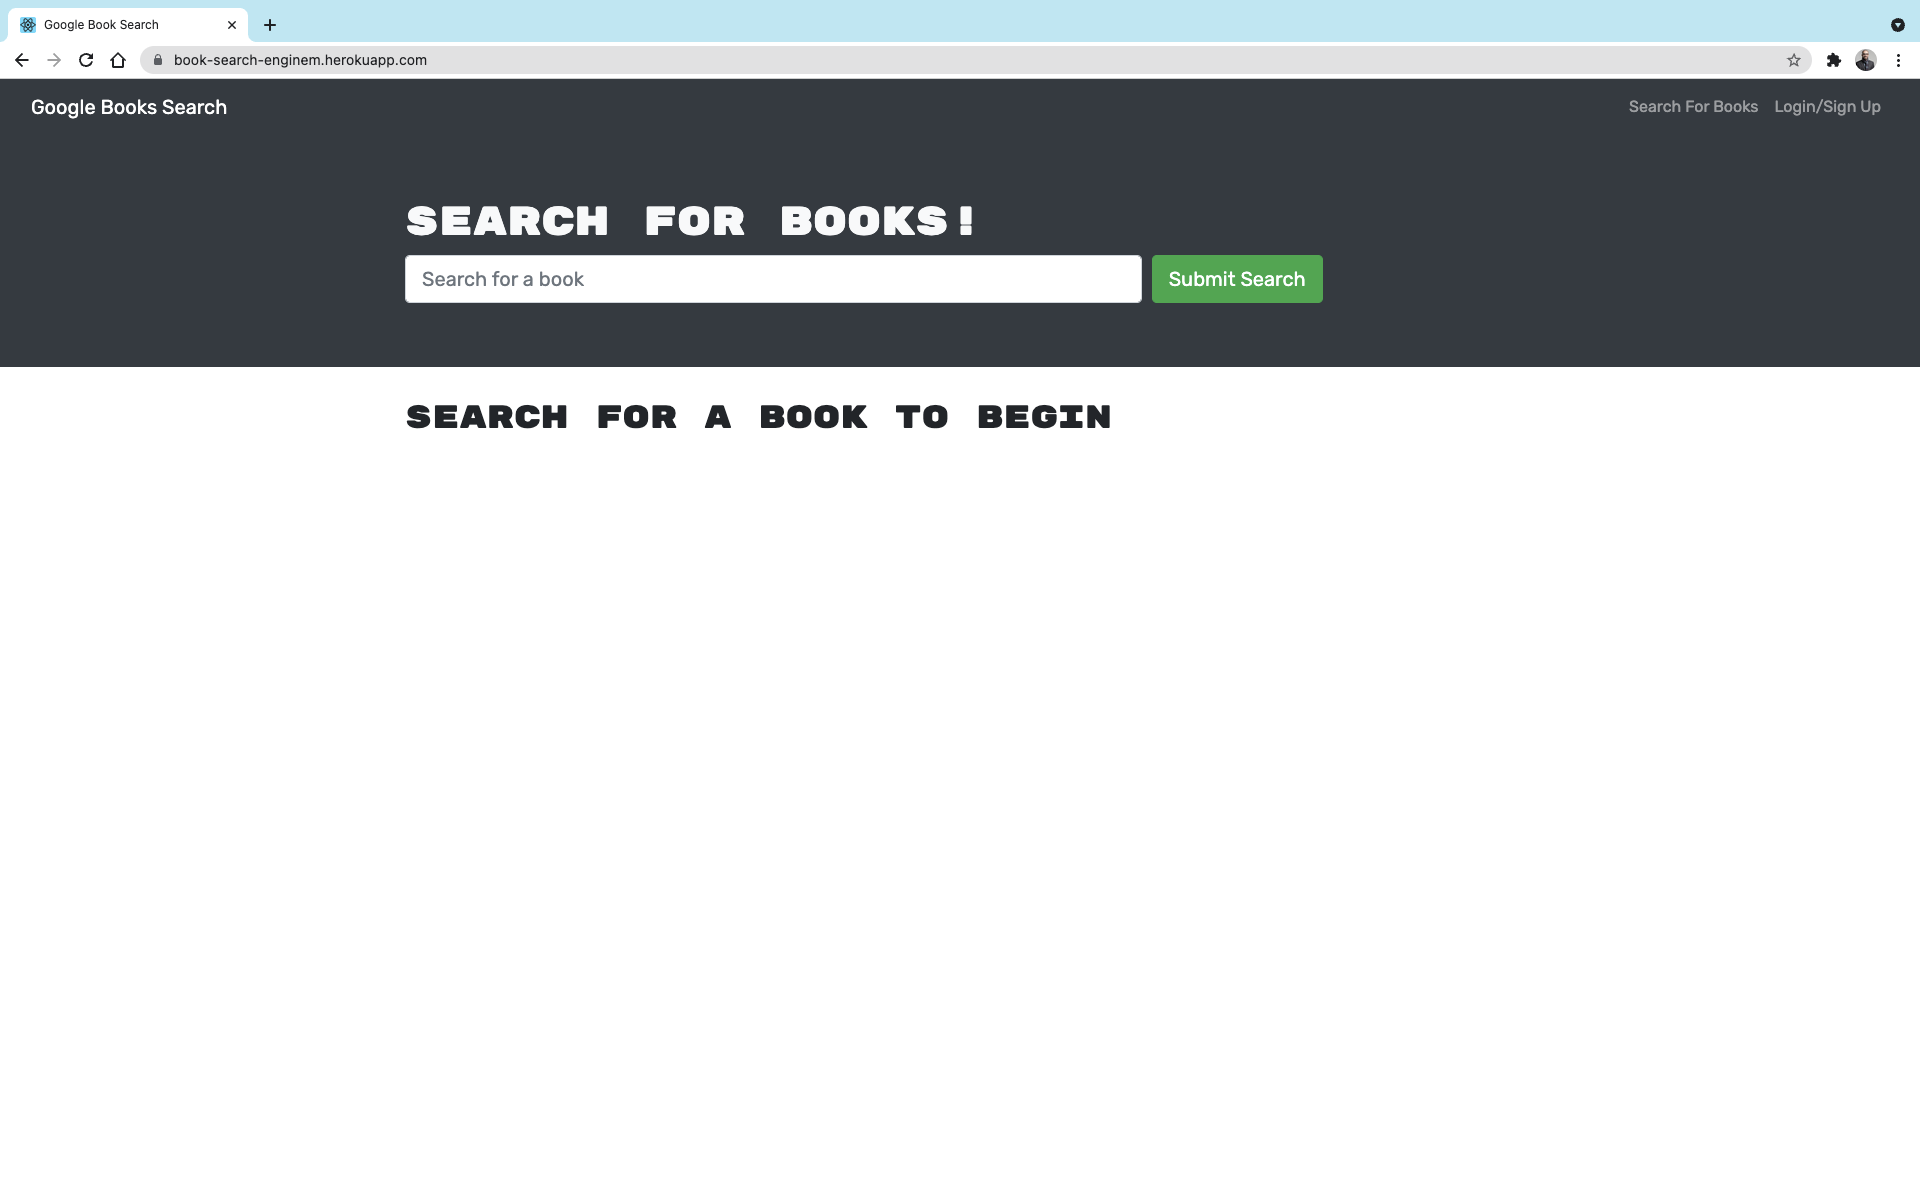 Google Book Search
book-search-enginem.herokuapp.com
Google Books Search
Search For Books
Login/Sign Up
SEARCH FOR BOOKS!
Search for a book
Submit Search
SEARCH FOR A BOOK TO BEGIN